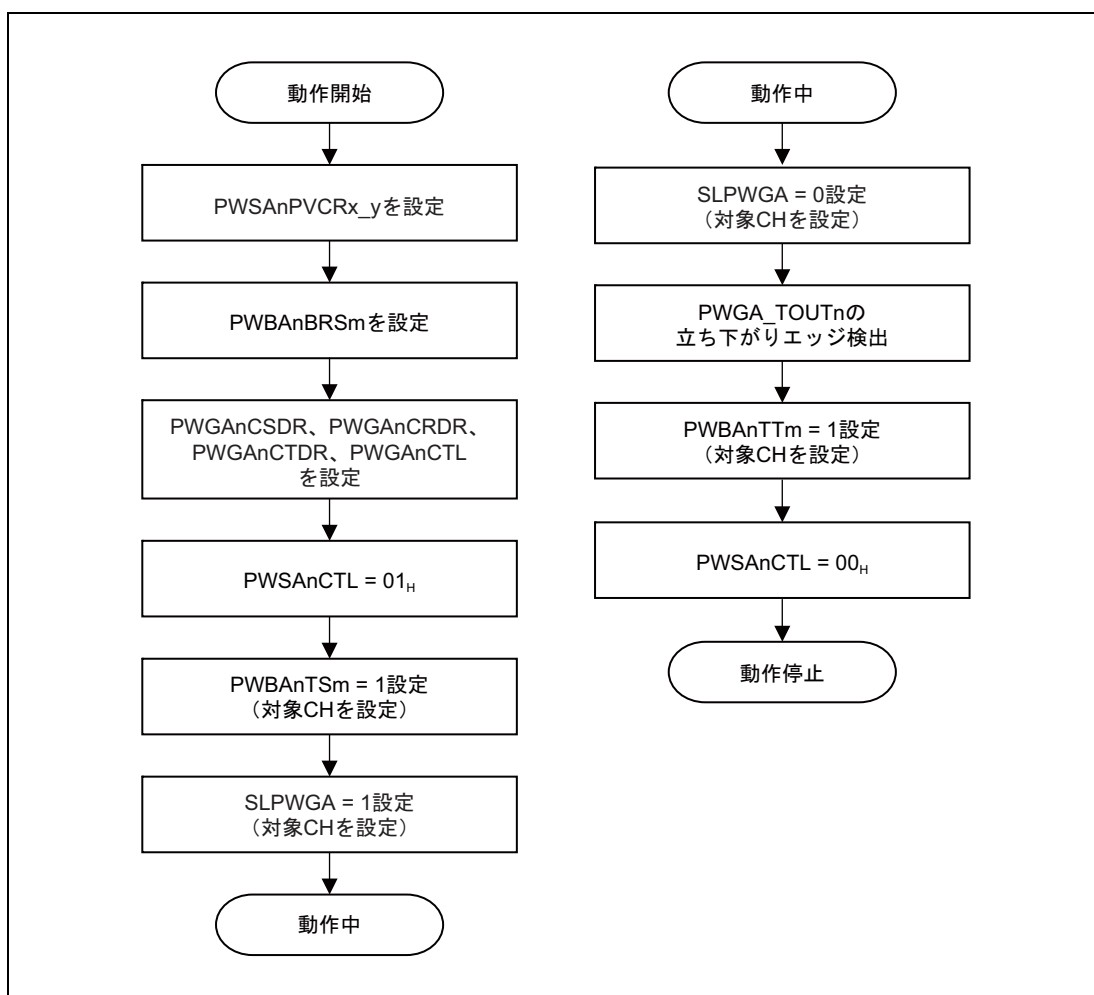 動作開始
PWSAnPVCRx_yを設定
PWBAnBRSmを設定
PWGAnCSDR、PWGAnCRDR、
PWGAnCTDR、PWGAnCTL
を設定
PWSAnCTL = 01H
PWBAnTSm = 1設定
（対象CHを設定）
SLPWGA = 1設定
（対象CHを設定）
動作中
動作中
SLPWGA = 0設定
（対象CHを設定）
PWGA_TOUTnの
立ち下がりエッジ検出
PWBAnTTm = 1設定
（対象CHを設定）
PWSAnCTL = 00H
動作停止